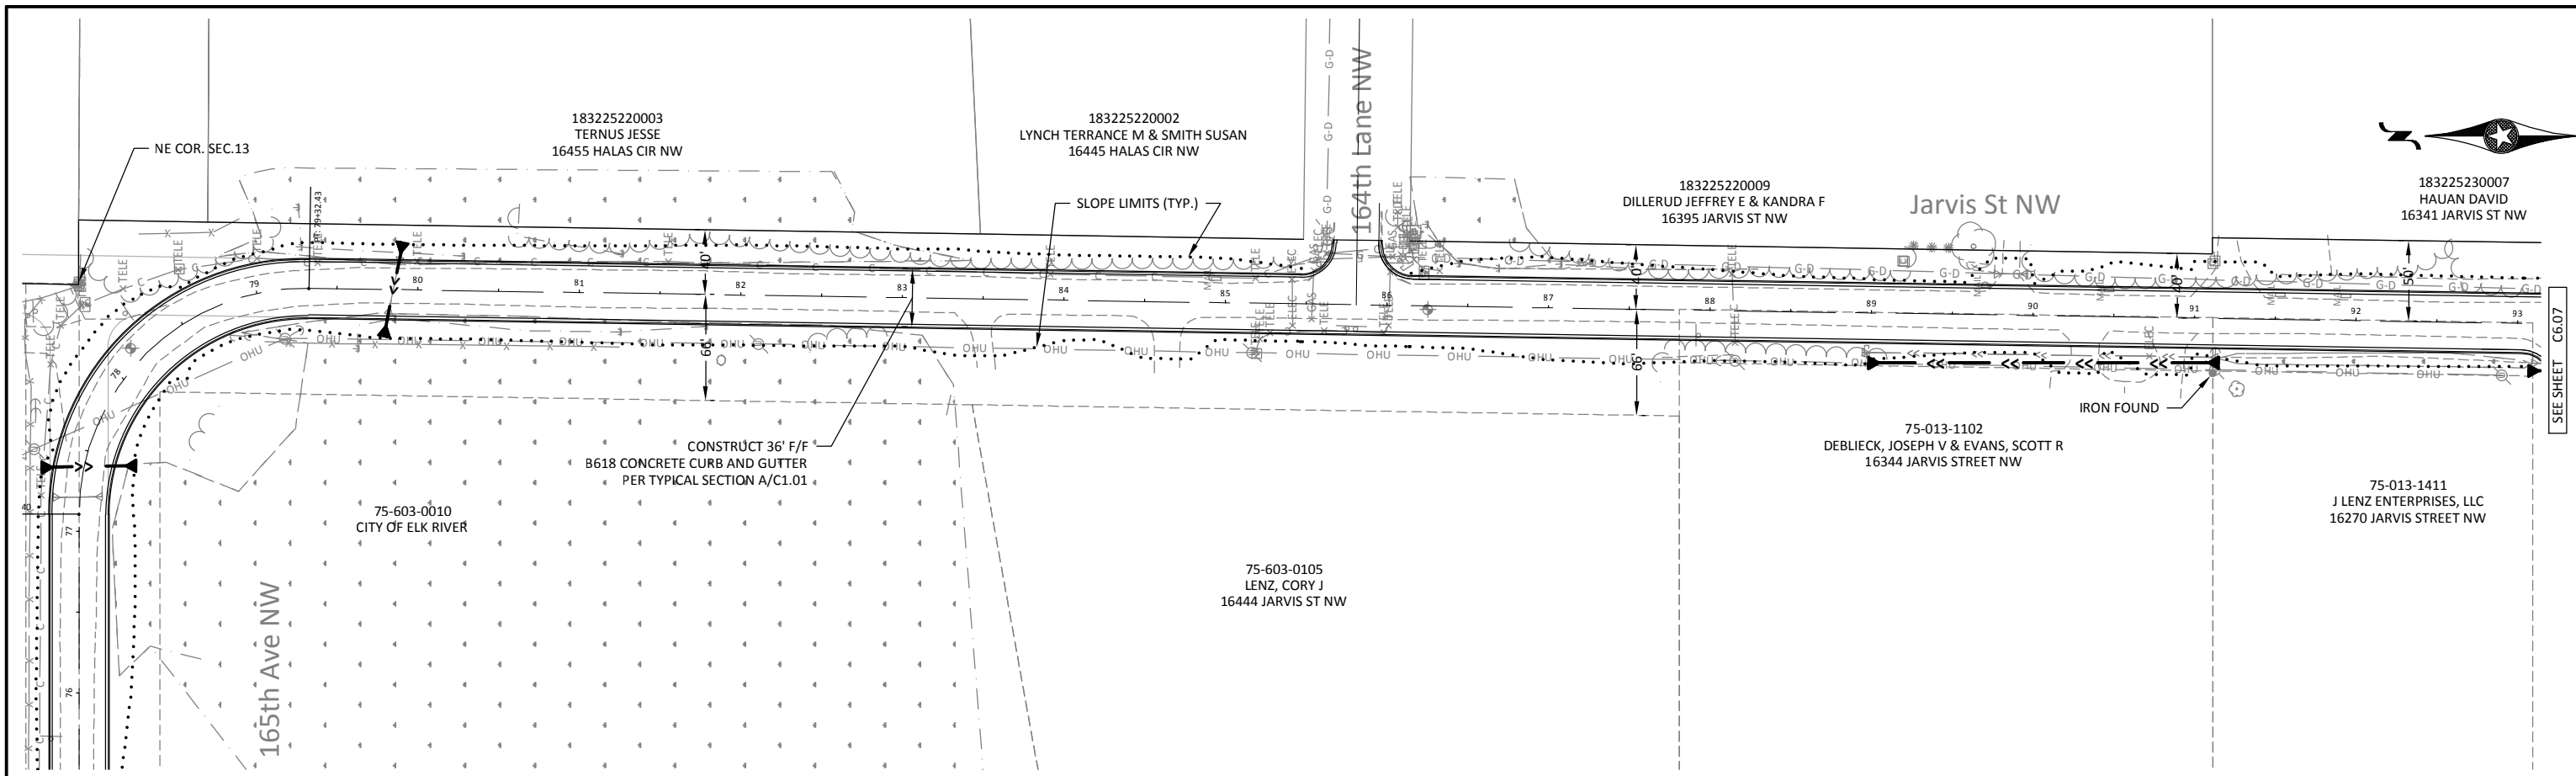 NE COR. SEC.13
183225220003
TERNUS JESSE
16455 HALAS CIR NW
183225220002
LYNCH TERRANCE M & SMITH SUSAN
16445 HALAS CIR NW
SLOPE LIMITS (TYP.)
164th Lane NW
183225220009
DILLERUD JEFFREY E & KANDRA F
16395 JARVIS ST NW
Jarvis St NW
183225230007
HAUAN DAVID
16341 JARVIS ST NW
40'
40'
40'
50'
79
80
81
82
83
84
85
86
87
88
89
90
91
92
93
78
77
76
66'
66'
CONSTRUCT 36' F/F
B618 CONCRETE CURB AND GUTTER
PER TYPICAL SECTION A/C1.01
IRON FOUND
SEE SHEET C6.07
75-603-0010
CITY OF ELK RIVER
165th Ave NW
75-603-0105
LENZ, CORY J
16444 JARVIS ST NW
75-013-1102
DEBLIECK, JOSEPH V & EVANS, SCOTT R
16344 JARVIS STREET NW
75-013-1411
J LENZ ENTERPRISES, LLC
16270 JARVIS STREET NW